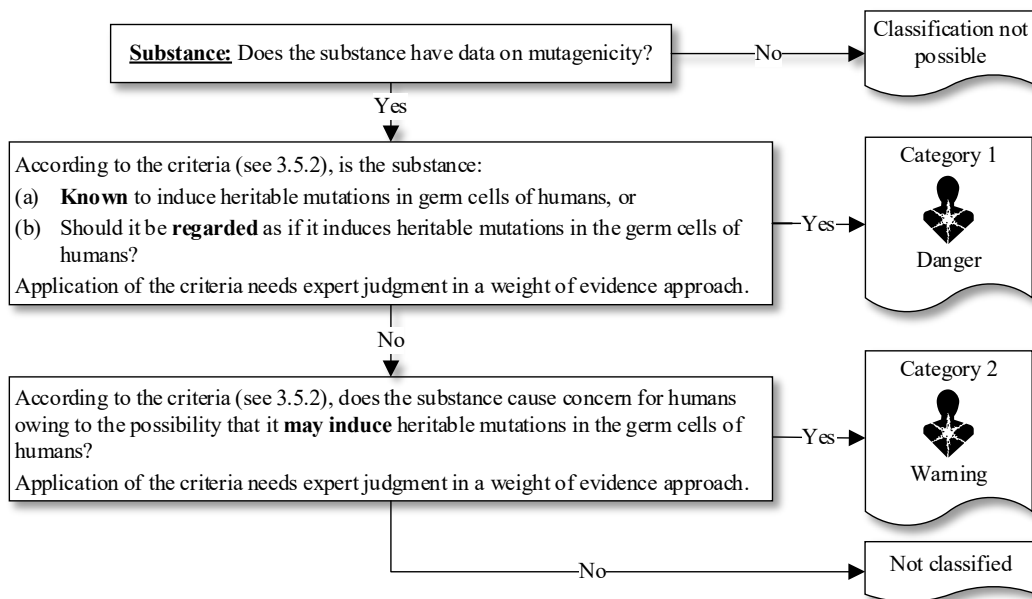 Substance: Does the substance have data on mutagenicity?
No
Classification not
possible
Yes
According to the criteria (see 3.5.2), is the substance:
(a) Known to induce heritable mutations in germ cells of humans, or
(b) Should it be regarded as if it induces heritable mutations in the germ cells of
humans?
Application of the criteria needs expert judgment in a weight of evidence approach.
Yes
Category 1
Danger
No
According to the criteria (see 3.5.2), does the substance cause concern for humans
owing to the possibility that it may induce heritable mutations in the germ cells of
humans?
Application of the criteria needs expert judgment in a weight of evidence approach.
Yes
Category 2
Warning
No
Not classified